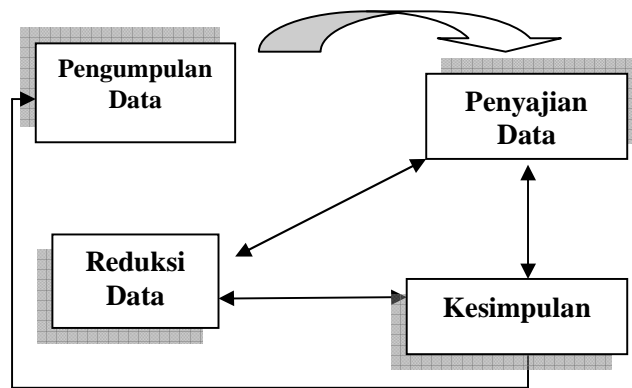 Pengumpulan
Data
Penyajian
Data
Reduksi
Data
Kesimpulan